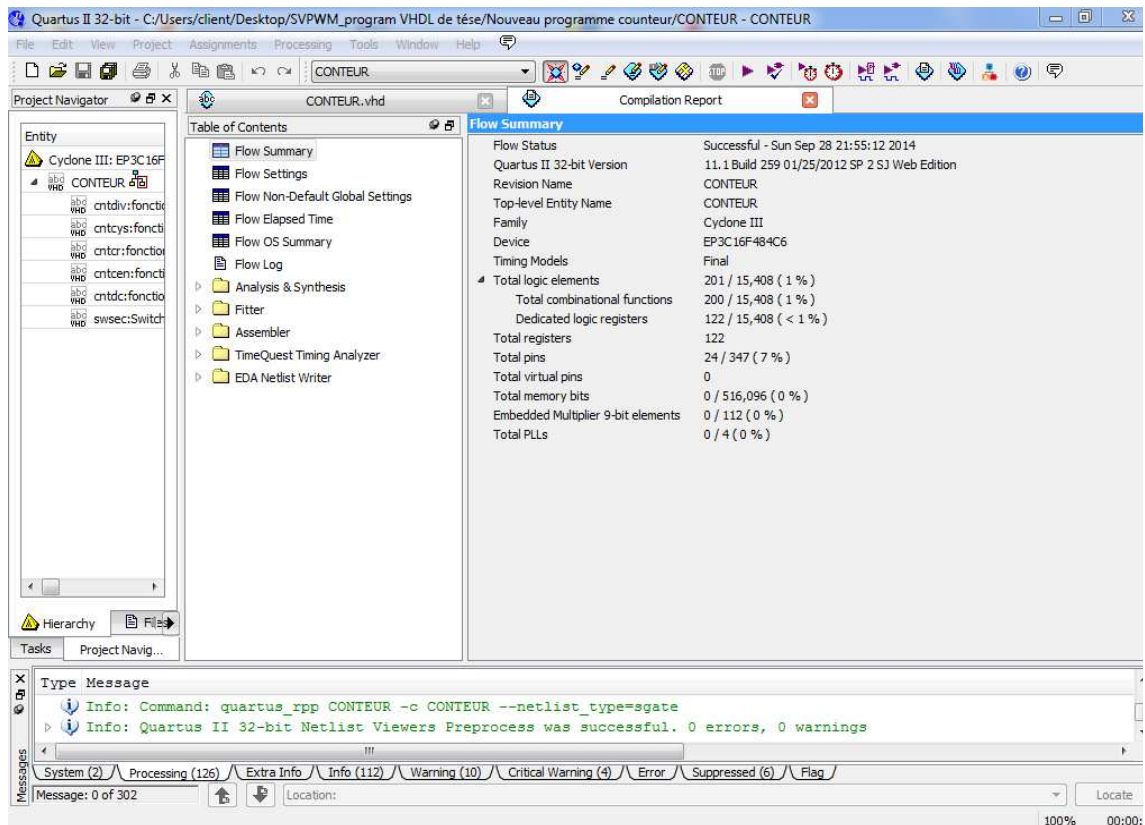 Quartus II 32-bit - C:/Users/client/Desktop/SVPWM_program VHDL de tése/Nouveau programme counteur/CONTEUR - CONTEUR
File Edit View Project Assignments Processing Tools Window Help
CONTEUR
Project Navigator
CONTEUR.vhd
Compilation Report
Entity
Cyclone III: EP3C16F
CONTEUR
cntdiv:fonctio
cntcys:foncti
cntcr:fonction
cntcen:foncti
cntdc:fonctio
swsec:Switch
Hierarchy
Files
Tasks
Project Navig...
Table of Contents
Flow Summary
Flow Settings
Flow Non-Default Global Settings
Flow Elapsed Time
Flow OS Summary
Flow Log
Analysis & Synthesis
Fitter
Assembler
TimeQuest Timing Analyzer
EDA Netlist Writer
Flow Summary
Flow Status Successful - Sun Sep 28 21:55:12 2014
Quartus II 32-bit Version 11.1 Build 259 01/25/2012 SP 2 SJ Web Edition
Revision Name CONTEUR
Top-level Entity Name CONTEUR
Family Cyclone III
Device EP3C16F484C6
Timing Models Final
Total logic elements 201 / 15,408 ( 1 % )
Total combinational functions 200 / 15,408 ( 1 % )
Dedicated logic registers 122 / 15,408 ( < 1 % )
Total registers 122
Total pins 24 / 347 ( 7 % )
Total virtual pins 0
Total memory bits 0 / 516,096 ( 0 % )
Embedded Multiplier 9-bit elements 0 / 112 ( 0 % )
Total PLLs 0 / 4 ( 0 % )
Type Message
Info: Command: quartus_rpp CONTEUR -c CONTEUR --netlist_type=sgate
Info: Quartus II 32-bit Netlist Viewers Preprocess was successful. 0 errors, 0 warnings
System (2) Processing (126) Extra Info Info (112) Warning (10) Critical Warning (4) Error Suppressed (6) Flag
Messages
Message: 0 of 302
Location:
Locate
100% 00:00: